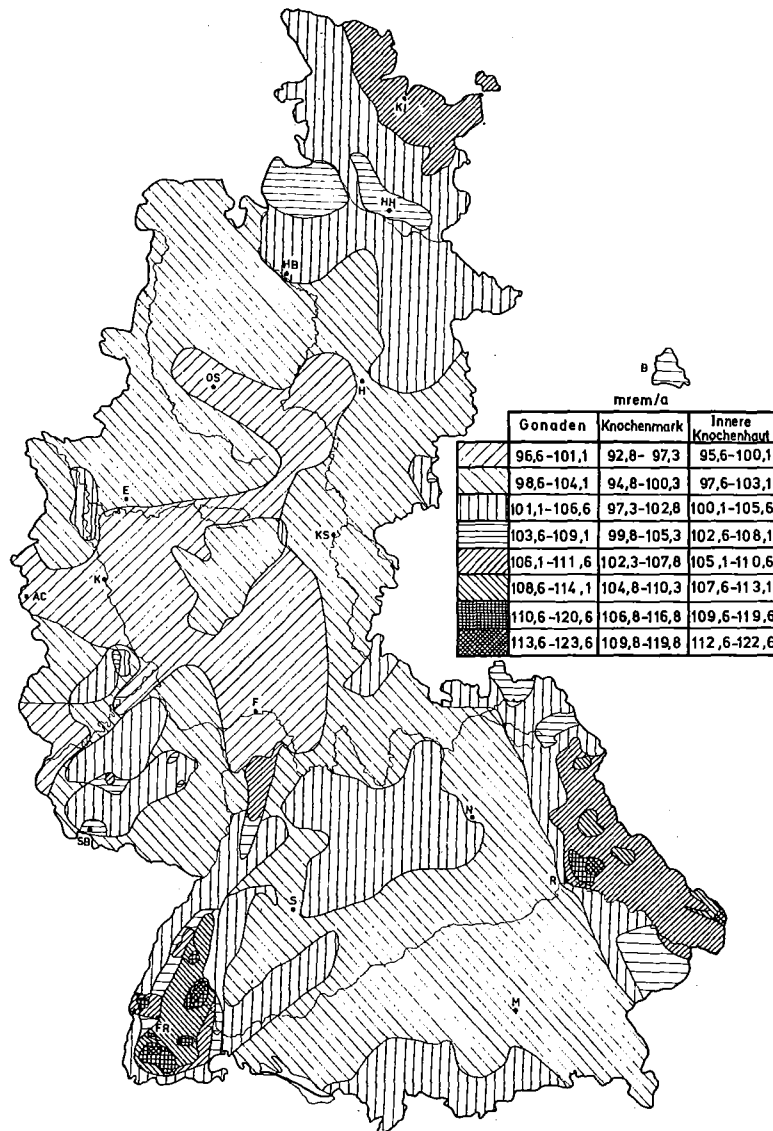 KI
HH
HB
OS
H
B
mrem/a
Gonaden Knochenmark Innere Knochenhaut
96,6-101,1 92,8- 97,3 95,6-100,1
98,6-104,1 94,8-100,3 97,6-103,1
101,1-106,6 97,3-102,8 100,1-105,6
103,6-109,1 99,8-105,3 102,6-108,1
106,1-111,6 102,3-107,8 105,1-110,6
108,6-114,1 104,8-110,3 107,6-113,1
110,6-120,6 106,8-116,8 109,6-119,6
113,6-123,6 109,8-119,8 112,6-122,6
E
KS
K
AC
F
N
SB
R
S
M
FR